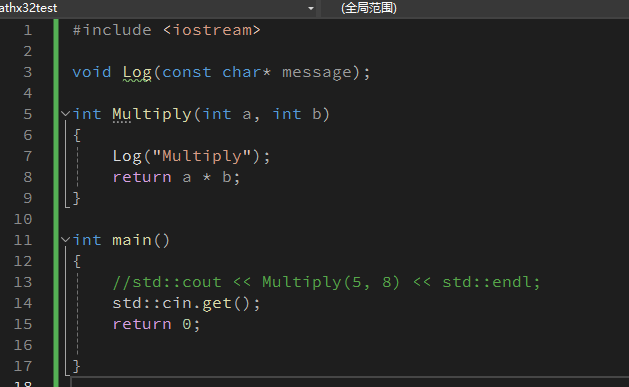 athx32test (全局范围)
1 #include <iostream>
2
3 void Log(const char* message);
4
5 int Multiply(int a, int b)
6 {
7 Log("Multiply");
8 return a * b;
9 }
10
11 int main()
12 {
13 //std::cout << Multiply(5, 8) << std::endl;
14 std::cin.get();
15 return 0;
16
17 }
18